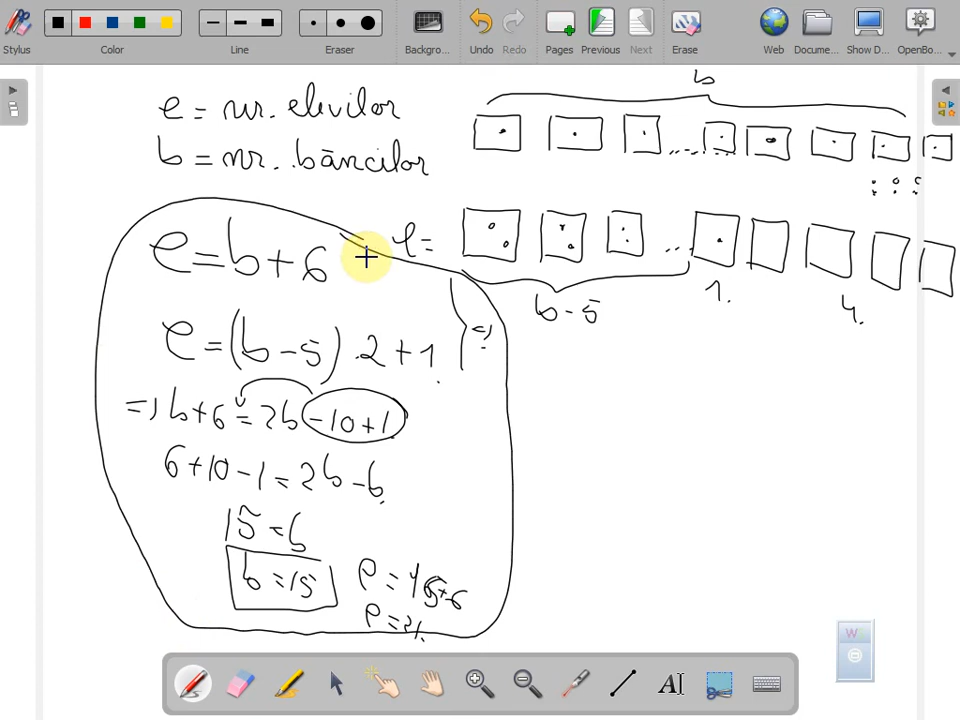 Stylus Color Line Eraser Backgro... Undo Redo Pages Previous Next Erase Web Docume... Show D... OpenBo...
e = nr. elevilor
b = nr. băncilor
b
e = b + 6
e =
b - 5
1.
4.
e = (b - 5) · 2 + 1
=> b + 6 = 2b - 10 + 1
6 + 10 - 1 = 2b - b
15 = b
b = 15
e = 15 + 6
e = 21
W